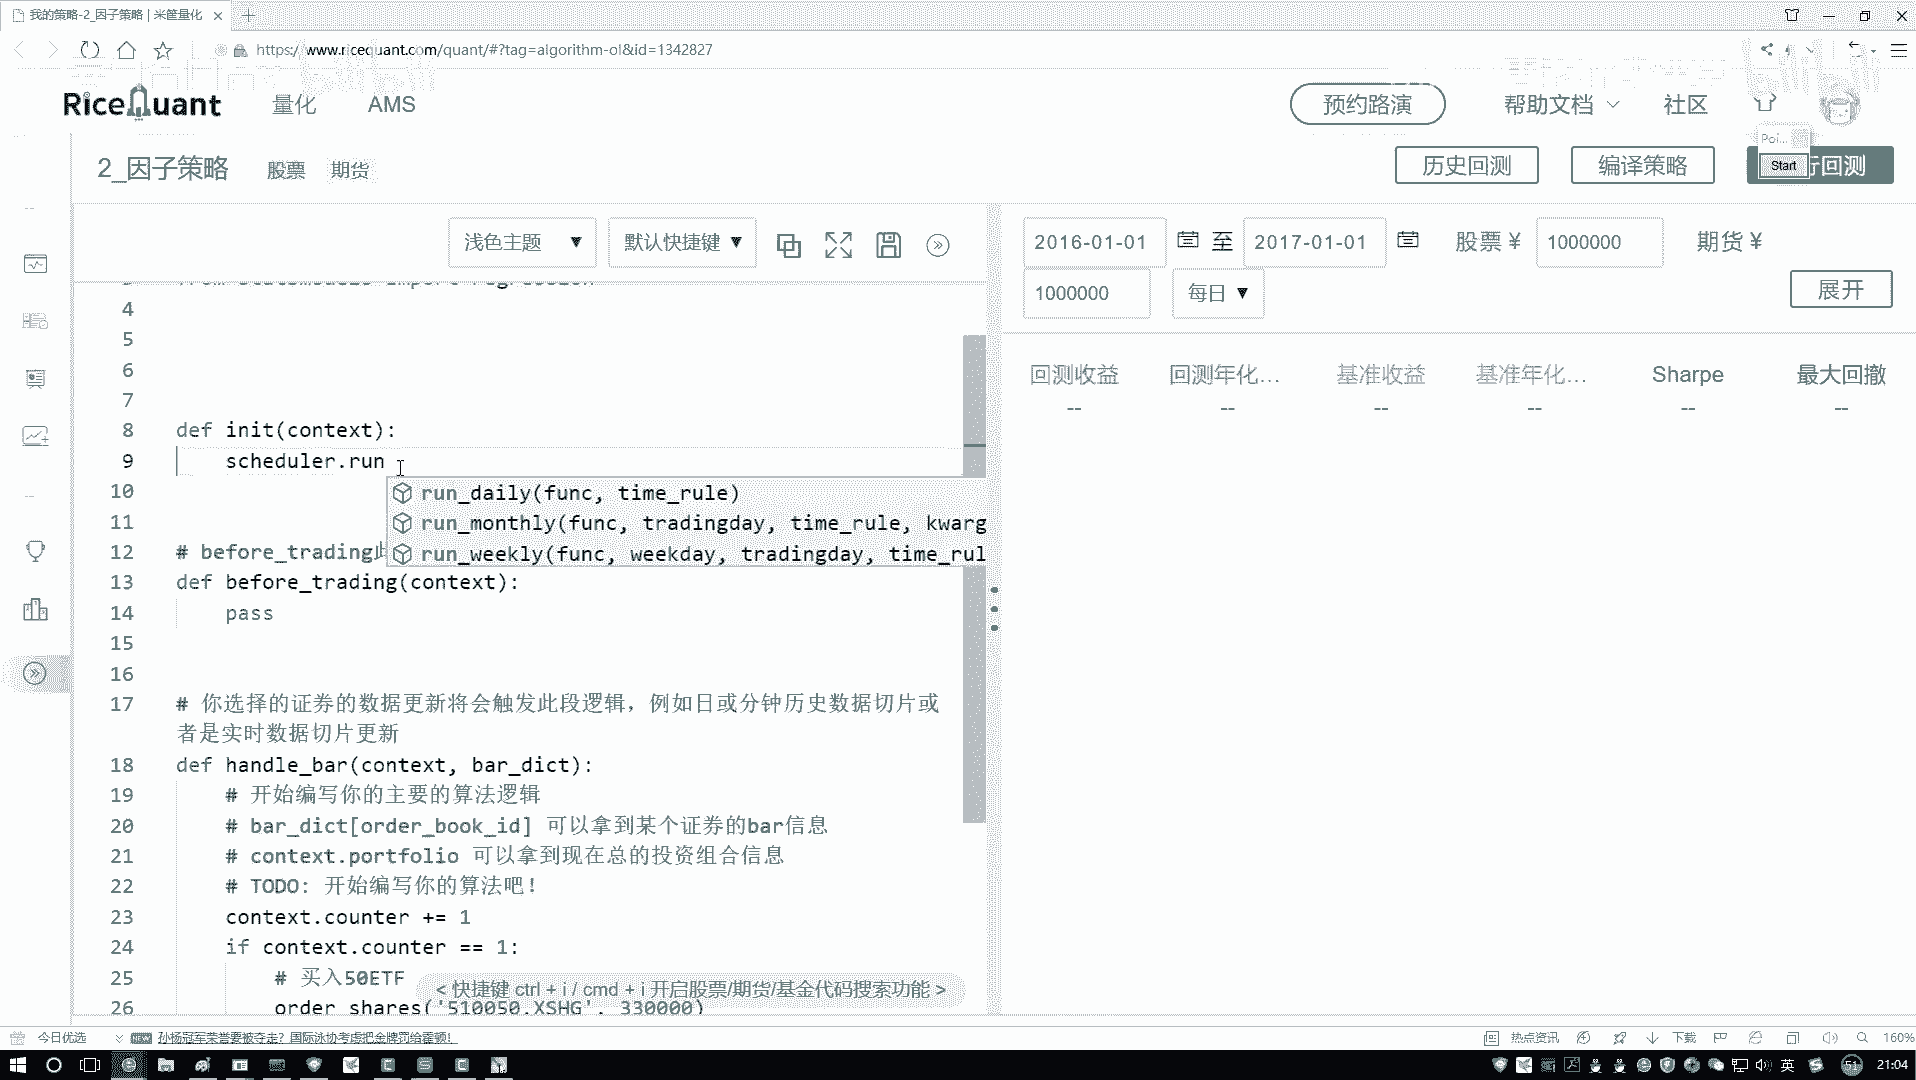 我的策略-2_因子策略 | 米筐量化
https://www.ricequant.com/quant/#?tag=algorithm-ol&id=1342827
RiceQuant 量化 AMS 预约路演 帮助文档 社区
Poi...
2_因子策略 股票 期货 历史回测 编译策略 Start 行回测
浅色主题 ▼ 默认快捷键 ▼
2016-01-01 至 2017-01-01 股票 ¥ 1000000 期货 ¥
1000000 每日 ▼ 展开
回测收益 回测年化... 基准收益 基准年化... Sharpe 最大回撤
-- -- -- -- -- --
4
5
6
7
8 def init(context):
9 scheduler.run
run_daily(func, time_rule)
run_monthly(func, tradingday, time_rule, kwarg
run_weekly(func, weekday, tradingday, time_rul
10
11
12 # before_trading
13 def before_trading(context):
14 pass
15
16
17 # 你选择的证券的数据更新将会触发此段逻辑，例如日或分钟历史数据切片或
者是实时数据切片更新
18 def handle_bar(context, bar_dict):
19 # 开始编写你的主要的算法逻辑
20 # bar_dict[order_book_id] 可以拿到某个证券的bar信息
21 # context.portfolio 可以拿到现在总的投资组合信息
22 # TODO: 开始编写你的算法吧！
23 context.counter += 1
24 if context.counter == 1:
25 # 买入50ETF
< 快捷键 ctrl + i / cmd + i 开启股票/期货/基金代码搜索功能 >
26 order_shares('510050.XSHG', 330000)
今日优选 NEW 孙杨冠军荣誉要被夺走？国际泳协考虑把金牌罚给霍顿！ 热点资讯 下载 160%
英 51 21:04